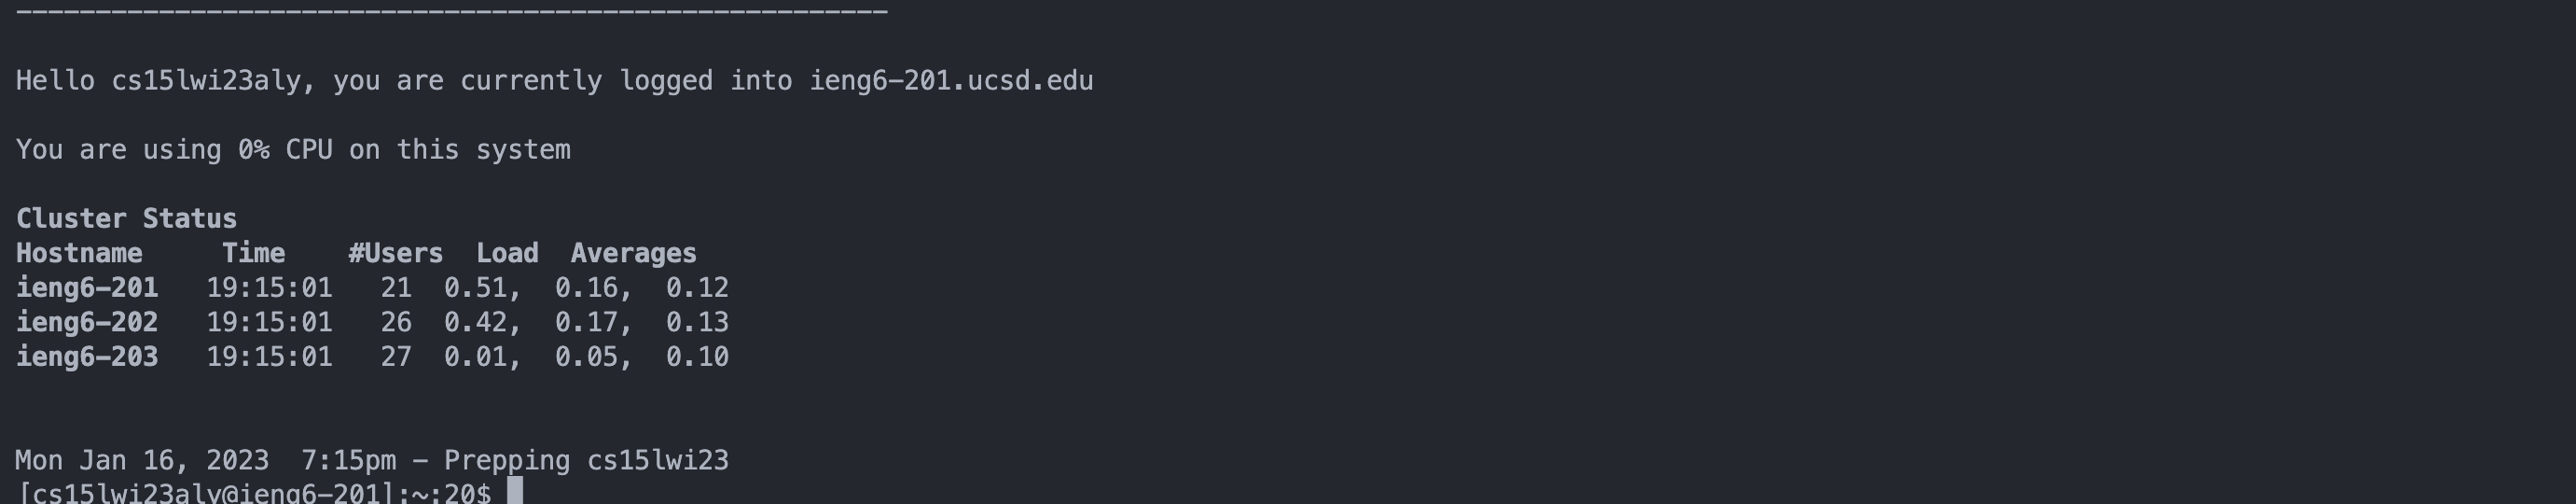 Hello cs15lwi23aly, you are currently logged into ieng6-201.ucsd.edu
You are using 0% CPU on this system
Cluster Status
Hostname     Time    #Users  Load  Averages
ieng6-201   19:15:01   21  0.51,  0.16,  0.12
ieng6-202   19:15:01   26  0.42,  0.17,  0.13
ieng6-203   19:15:01   27  0.01,  0.05,  0.10
Mon Jan 16, 2023  7:15pm - Prepping cs15lwi23
[cs15lwi23aly@ieng6-201]:~:20$